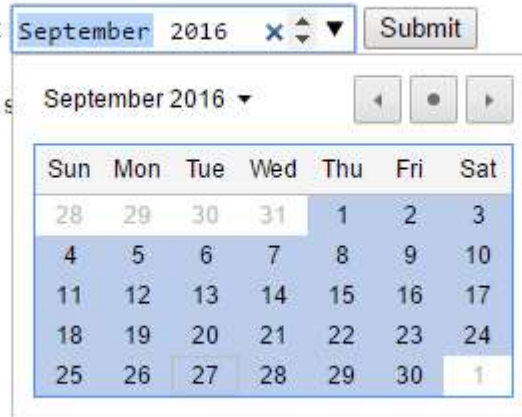 September 2016 Submit
September 2016
Sun Mon Tue Wed Thu Fri Sat
28 29 30 31 1 2 3
4 5 6 7 8 9 10
11 12 13 14 15 16 17
18 19 20 21 22 23 24
25 26 27 28 29 30 1